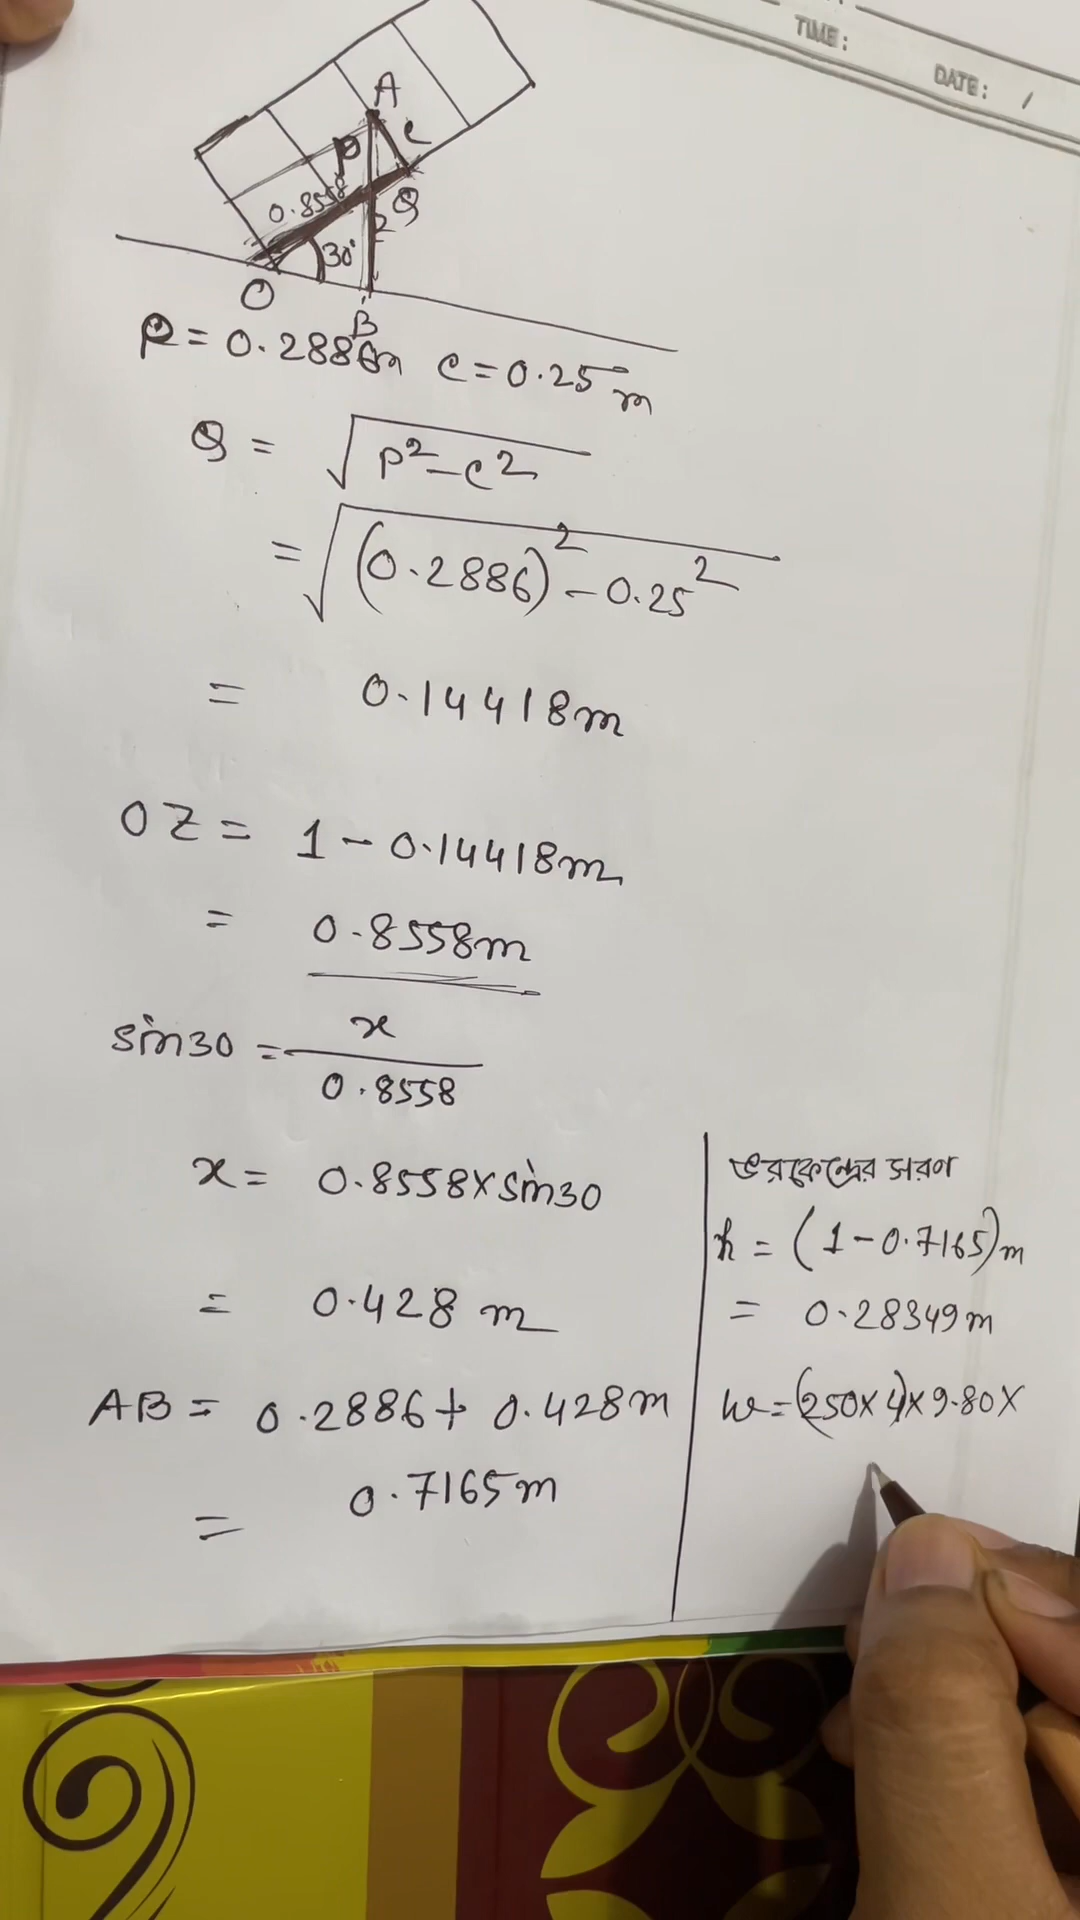 TIME :
DATE : /
A
P
C
0.8558
Q
Z
30°
O
B
P = 0.2886m C = 0.25 m
Q = √P² - C²
= √(0.2886)² - 0.25²
= 0.14418m
OZ = 1 - 0.14418m
= 0.8558m
sin30 = x / 0.8558
x = 0.8558 × sin30
= 0.428 m
AB = 0.2886 + 0.428m
= 0.7165m
ভরকেন্দ্রের সরণ
h = (1 - 0.7165)m
= 0.28349m
W = (250 × 4) × 9.80 ×